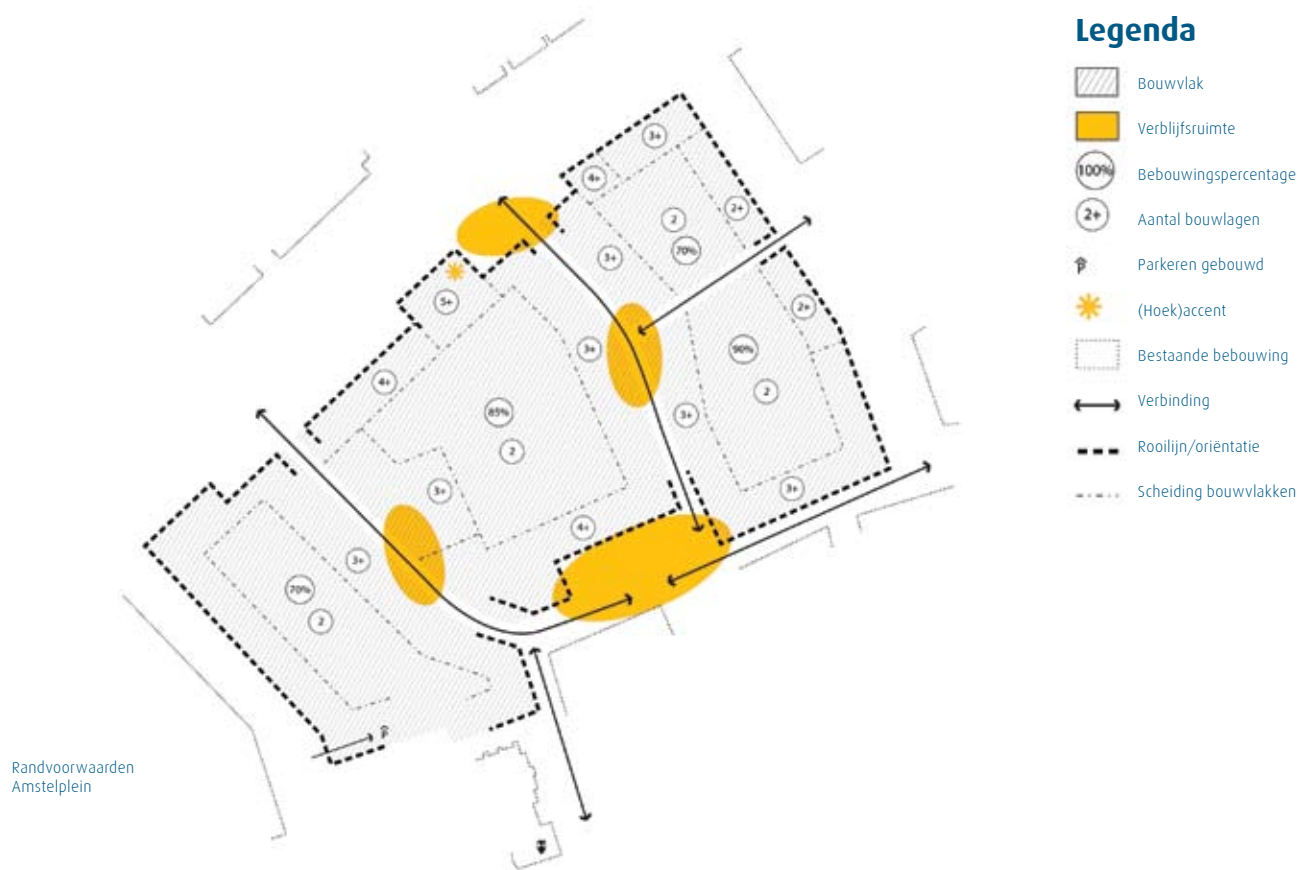 Legenda
Bouwvlak
Verblijfsruimte
100% Bebouwingspercentage
2+ Aantal bouwlagen
P Parkeren gebouwd
(Hoek)accent
Bestaande bebouwing
Verbinding
Rooilijn/oriëntatie
Scheiding bouwvlakken
3+
4+
2+
2
70%
3+
5+
2+
3+
90%
4+
2
85%
3+
2
3+
3+
4+
3+
70%
2
P
Randvoorwaarden
Amstelplein